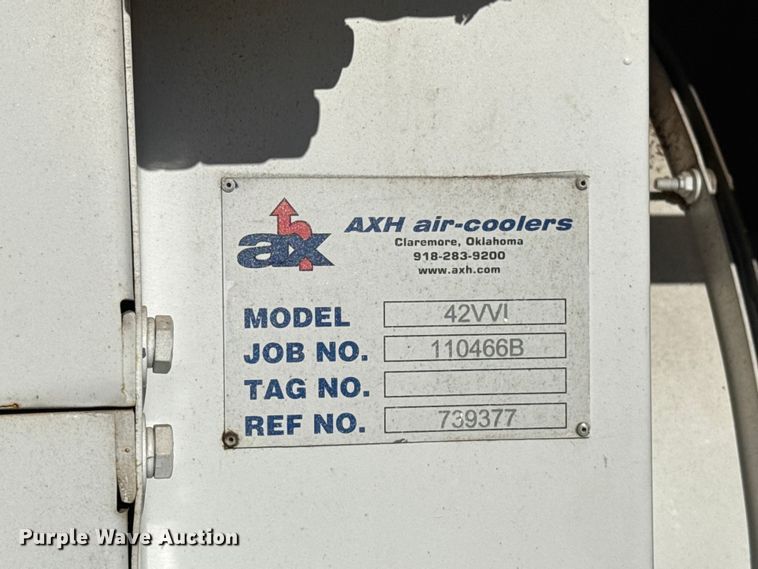 ax
AXH air-coolers
Claremore, Oklahoma
918-283-9200
www.axh.com
MODEL 42VVI
JOB NO. 110466B
TAG NO.
REF NO. 739377
Purple Wave Auction